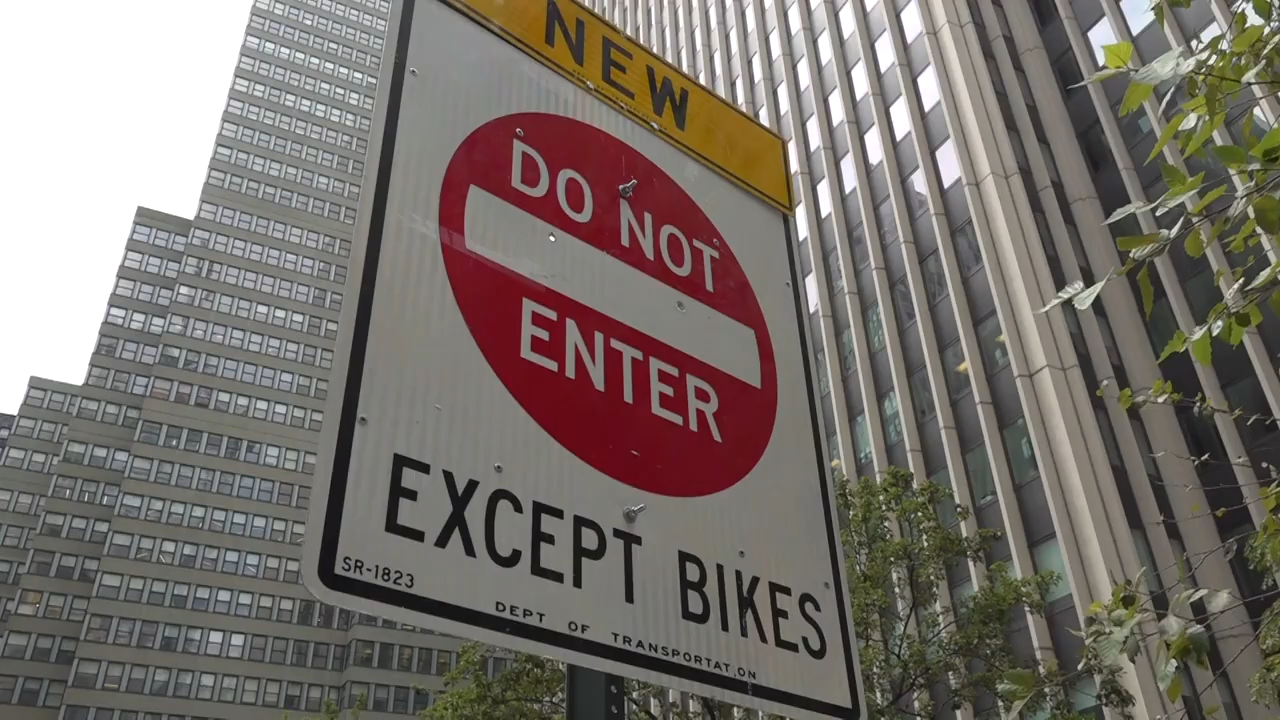 NEW
DO NOT
ENTER
EXCEPT BIKES
SR-1823
DEPT OF TRANSPORTAT.ON